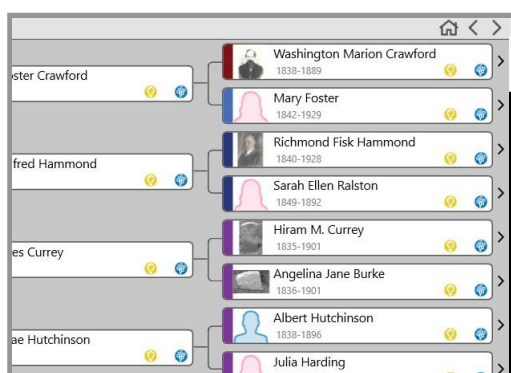 Washington Marion Crawford
1838-1889
ster Crawford
Mary Foster
1842-1929
Richmond Fisk Hammond
1840-1928
fred Hammond
Sarah Ellen Ralston
1849-1892
Hiram M. Currey
1835-1901
es Currey
Angelina Jane Burke
1836-1901
Albert Hutchinson
1838-1896
ae Hutchinson
Julia Harding